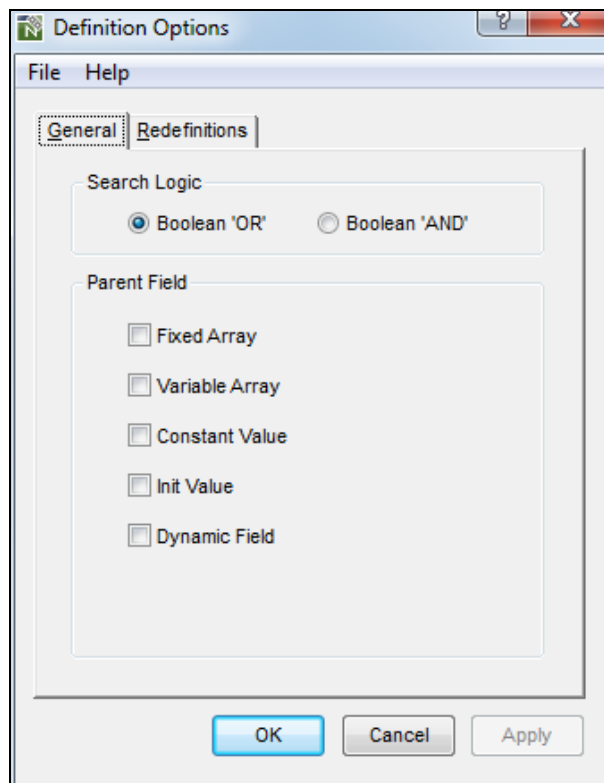 Definition Options
File Help
General Redefinitions
Search Logic
Boolean 'OR' Boolean 'AND'
Parent Field
Fixed Array
Variable Array
Constant Value
Init Value
Dynamic Field
OK Cancel Apply